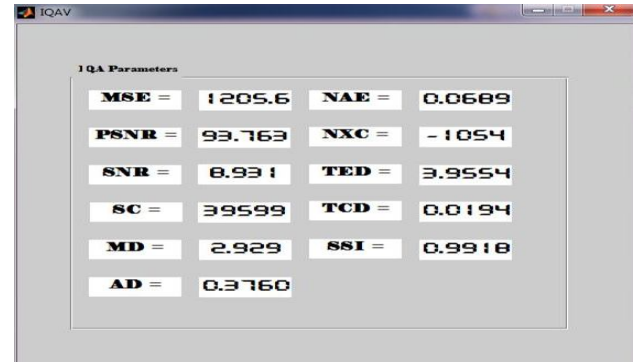 IQAV
IQA Parameters
MSE = 1205.6 NAE = 0.0689
PSNR = 93.763 NXC = -1054
SNR = 8.931 TED = 3.9554
SC = 39599 TCD = 0.0194
MD = 2.929 SSI = 0.9918
AD = 0.3760